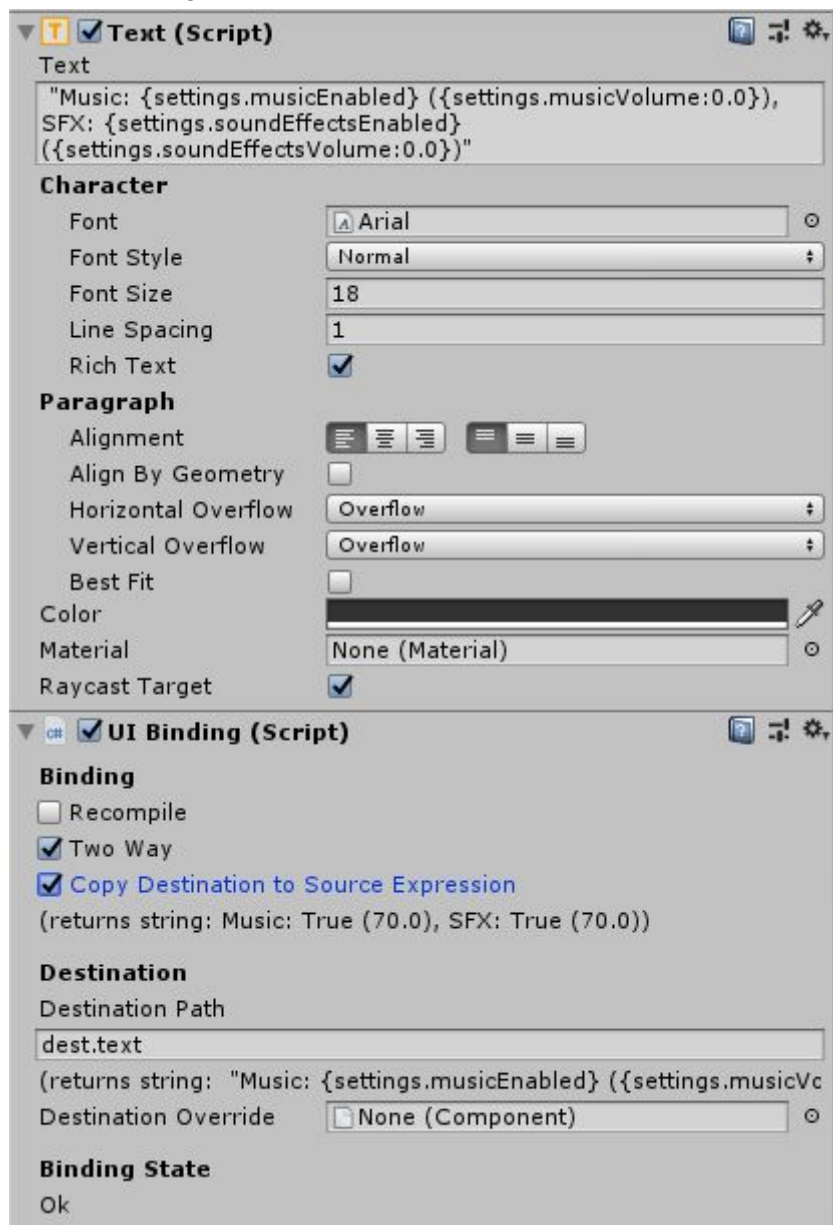 Text (Script)
Text
"Music: {settings.musicEnabled} ({settings.musicVolume:0.0}),
SFX: {settings.soundEffectsEnabled}
({settings.soundEffectsVolume:0.0})"
Character
Font Arial
Font Style Normal
Font Size 18
Line Spacing 1
Rich Text
Paragraph
Alignment
Align By Geometry
Horizontal Overflow Overflow
Vertical Overflow Overflow
Best Fit
Color
Material None (Material)
Raycast Target
UI Binding (Script)
Binding
Recompile
Two Way
Copy Destination to Source Expression
(returns string: Music: True (70.0), SFX: True (70.0))
Destination
Destination Path
dest.text
(returns string: "Music: {settings.musicEnabled} ({settings.musicVo
Destination Override None (Component)
Binding State
Ok